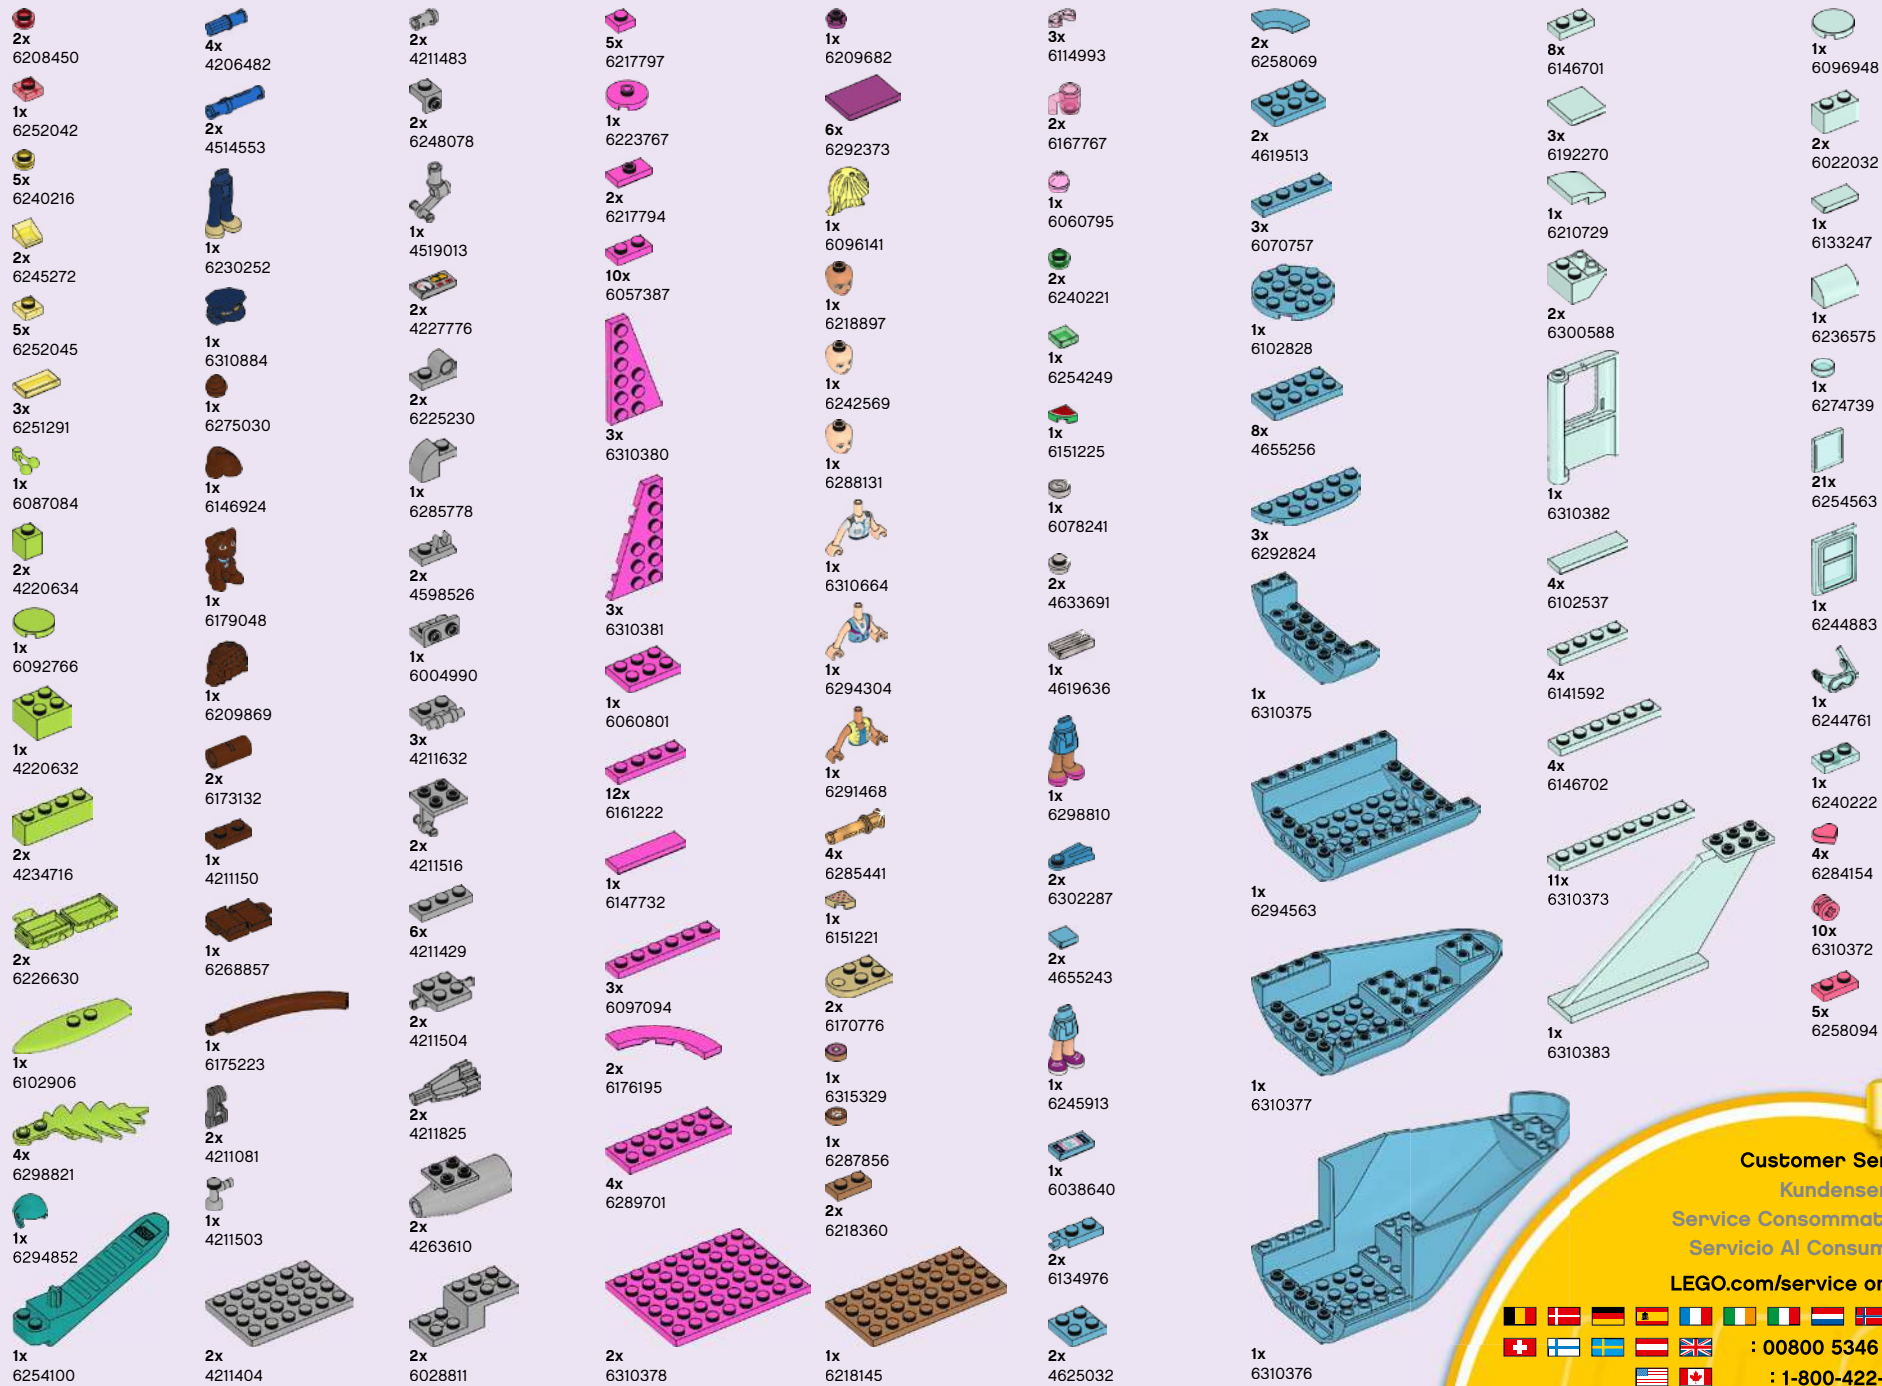 2x
6208450
1x
6252042
5x
6240216
2x
6245272
5x
6252045
3x
6251291
1x
6087084
2x
4220634
1x
6092766
1x
4220632
2x
4234716
2x
6226630
1x
6102906
4x
6298821
1x
6294852
1x
6254100
4x
4206482
2x
4514553
1x
6230252
1x
6310884
1x
6275030
1x
6146924
1x
6179048
1x
6209869
2x
6173132
1x
4211150
1x
6268857
1x
6175223
2x
4211081
1x
4211503
2x
4211404
2x
4211483
2x
6248078
1x
4519013
2x
4227776
2x
6225230
1x
6285778
2x
4598526
1x
6004990
3x
4211632
2x
4211516
6x
4211429
2x
4211504
2x
4211825
2x
4263610
2x
6028811
5x
6217797
1x
6223767
2x
6217794
10x
6057387
3x
6310380
3x
6310381
1x
6060801
12x
6161222
1x
6147732
3x
6097094
2x
6176195
4x
6289701
2x
6310378
1x
6209682
6x
6292373
1x
6096141
1x
6218897
1x
6242569
1x
6288131
1x
6310664
1x
6294304
1x
6291468
4x
6285441
1x
6151221
2x
6170776
1x
6315329
1x
6287856
2x
6218360
1x
6218145
3x
6114993
2x
6167767
1x
6060795
2x
6240221
1x
6254249
1x
6151225
1x
6078241
2x
4633691
1x
4619636
1x
6298810
2x
6302287
2x
4655243
1x
6245913
1x
6038640
2x
6134976
2x
4625032
2x
6258069
2x
4619513
3x
6070757
1x
6102828
8x
4655256
3x
6292824
1x
6310375
1x
6294563
1x
6310377
1x
6310376
8x
6146701
3x
6192270
1x
6210729
2x
6300588
1x
6310382
4x
6102537
4x
6141592
4x
6146702
11x
6310373
1x
6310383
1x
6096948
2x
6022032
1x
6133247
1x
6236575
1x
6274739
21x
6254563
1x
6244883
1x
6244761
1x
6240222
4x
6284154
10x
6310372
5x
6258094
Customer Ser
Kundenser
Service Consommat
Servicio Al Consum
LEGO.com/service or
: 00800 5346
: 1-800-422-